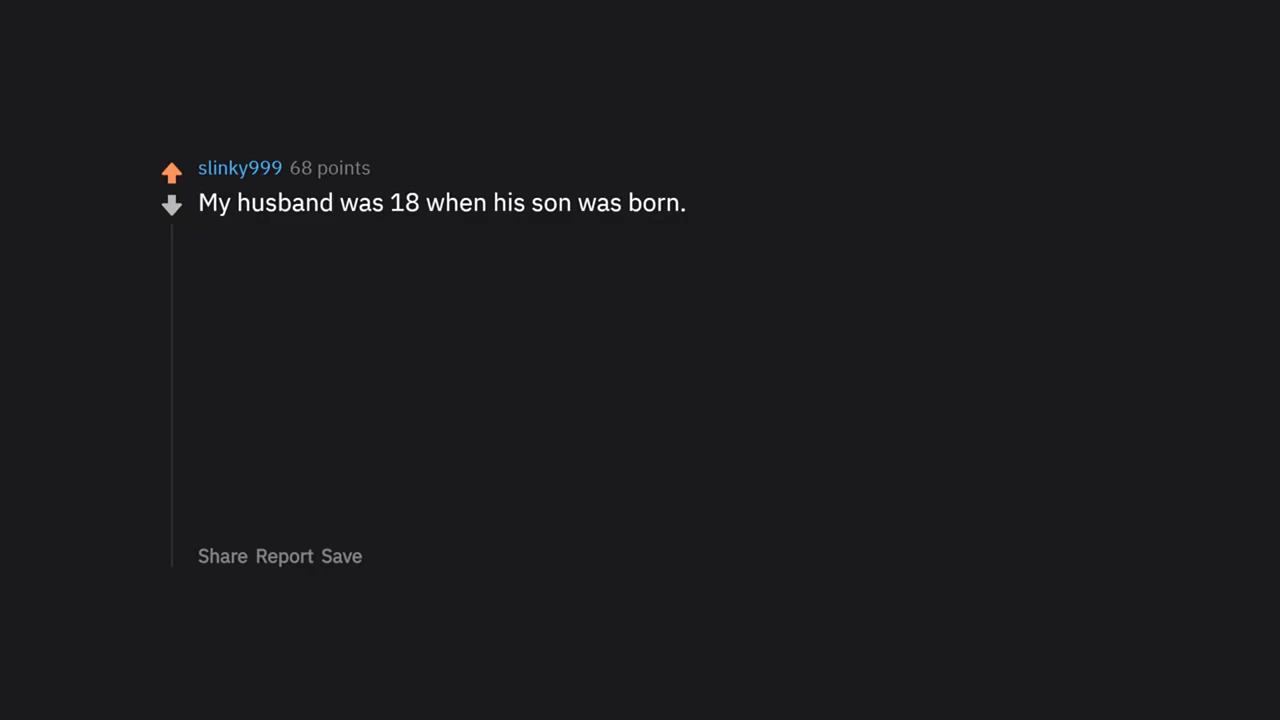 slinky999 68 points
My husband was 18 when his son was born.
Share Report Save